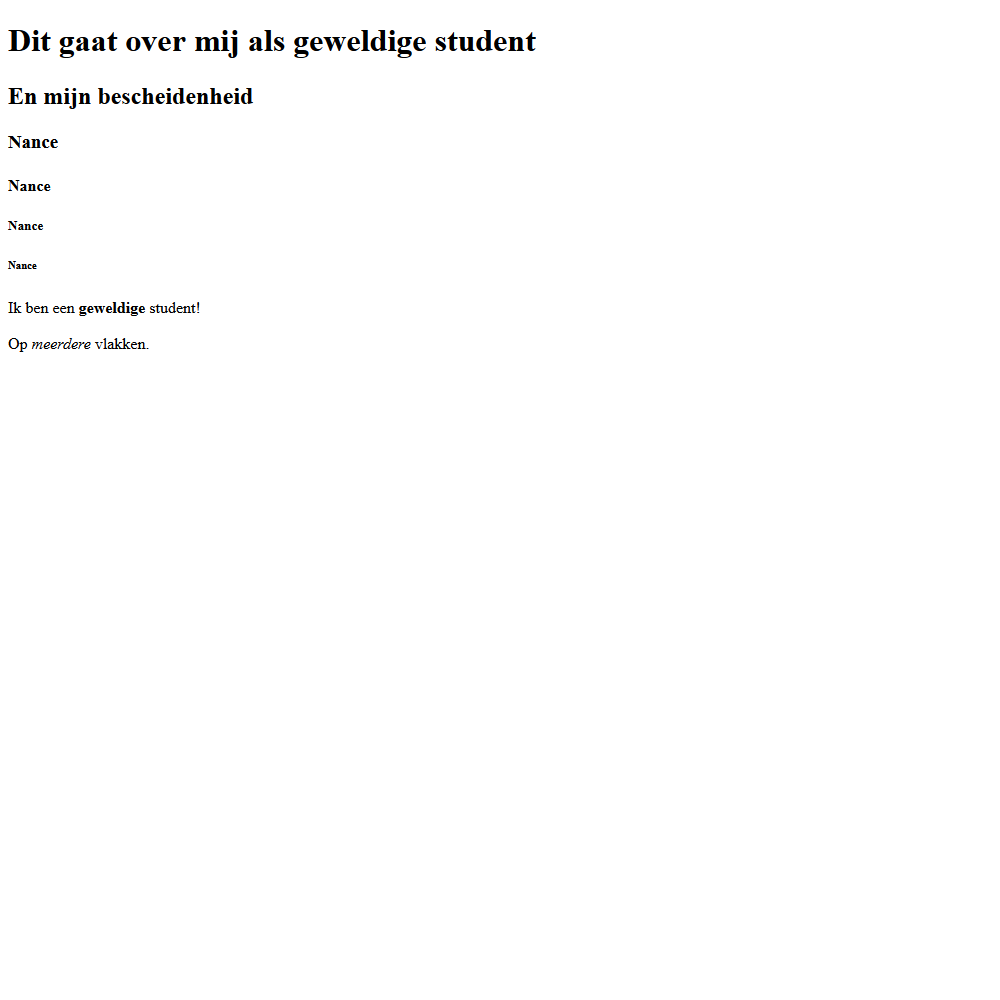 Dit gaat over mij als geweldige student
En mijn bescheidenheid
Nance
Nance
Nance
Nance
Ik ben een geweldige student!
Op meerdere vlakken.